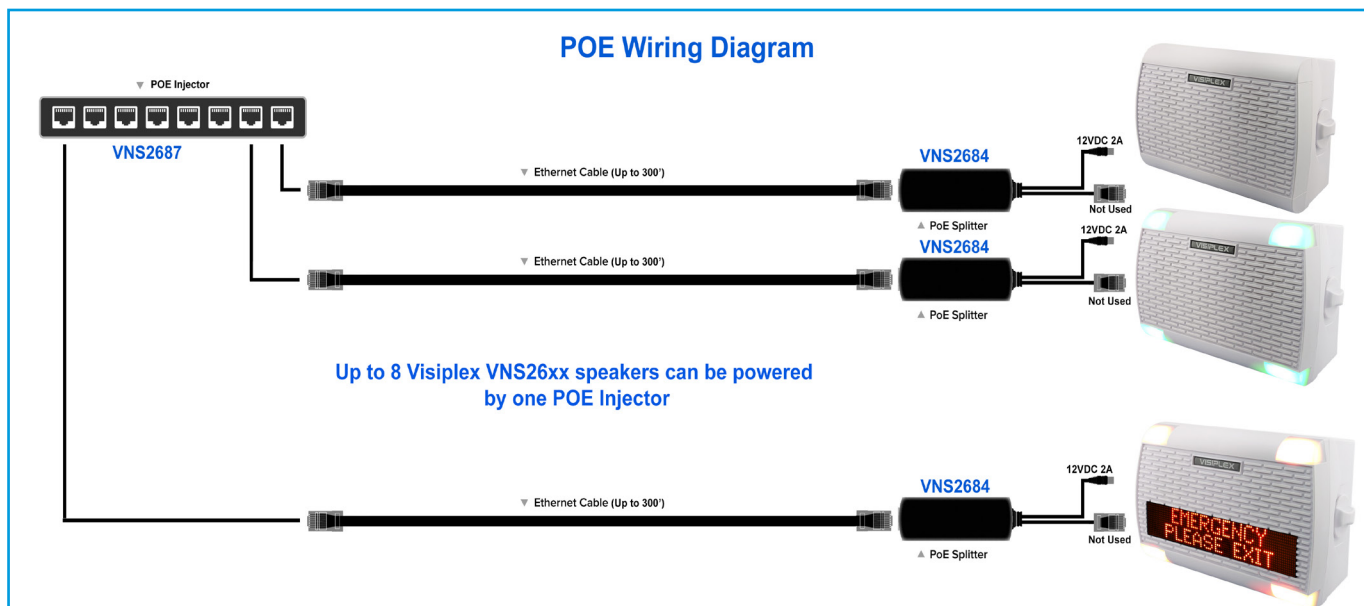 POE Wiring Diagram
▼ POE Injector
VNS2687
▼ Ethernet Cable (Up to 300')
VNS2684
12VDC 2A
Not Used
▲ PoE Splitter
VISIPLEX
▼ Ethernet Cable (Up to 300')
VNS2684
12VDC 2A
Not Used
▲ PoE Splitter
VISIPLEX
Up to 8 Visiplex VNS26xx speakers can be powered
by one POE Injector
▼ Ethernet Cable (Up to 300')
VNS2684
12VDC 2A
Not Used
▲ PoE Splitter
VISIPLEX
EMERGENCY
PLEASE EXIT